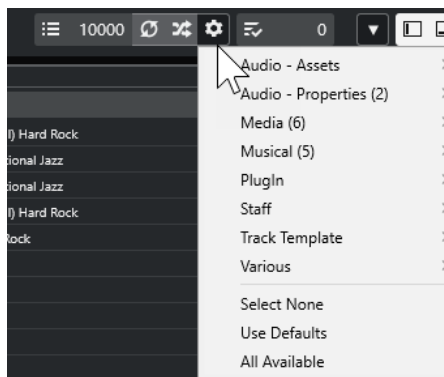 10000
0
Audio - Assets
Audio - Properties (2)
Media (6)
Musical (5)
PlugIn
Staff
Track Template
Various
Select None
Use Defaults
All Available
l) Hard Rock
ional Jazz
ional Jazz
l) Hard Rock
Rock